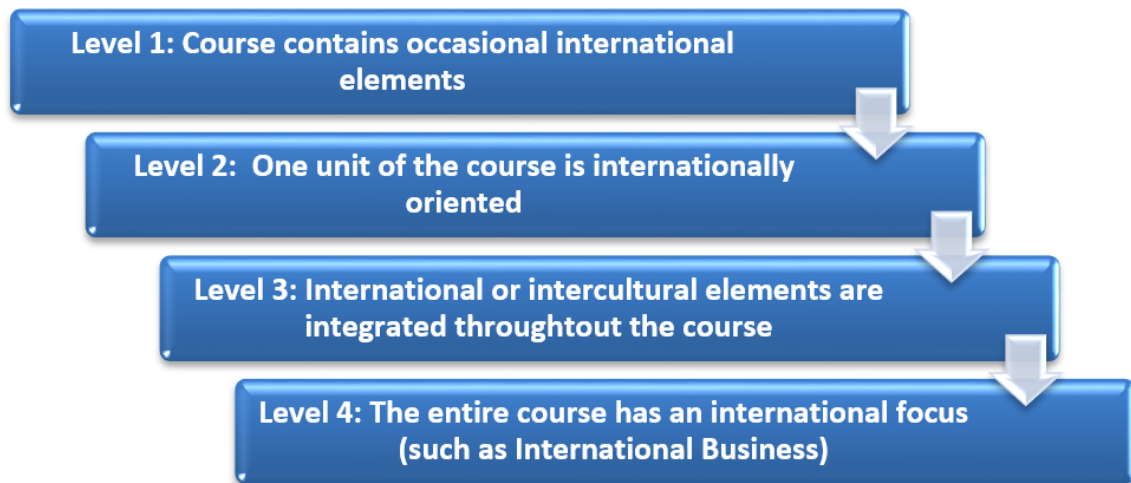 Level 1: Course contains occasional international
elements
Level 2:  One unit of the course is internationally
oriented
Level 3: International or intercultural elements are
integrated throughtout the course
Level 4: The entire course has an international focus
(such as International Business)